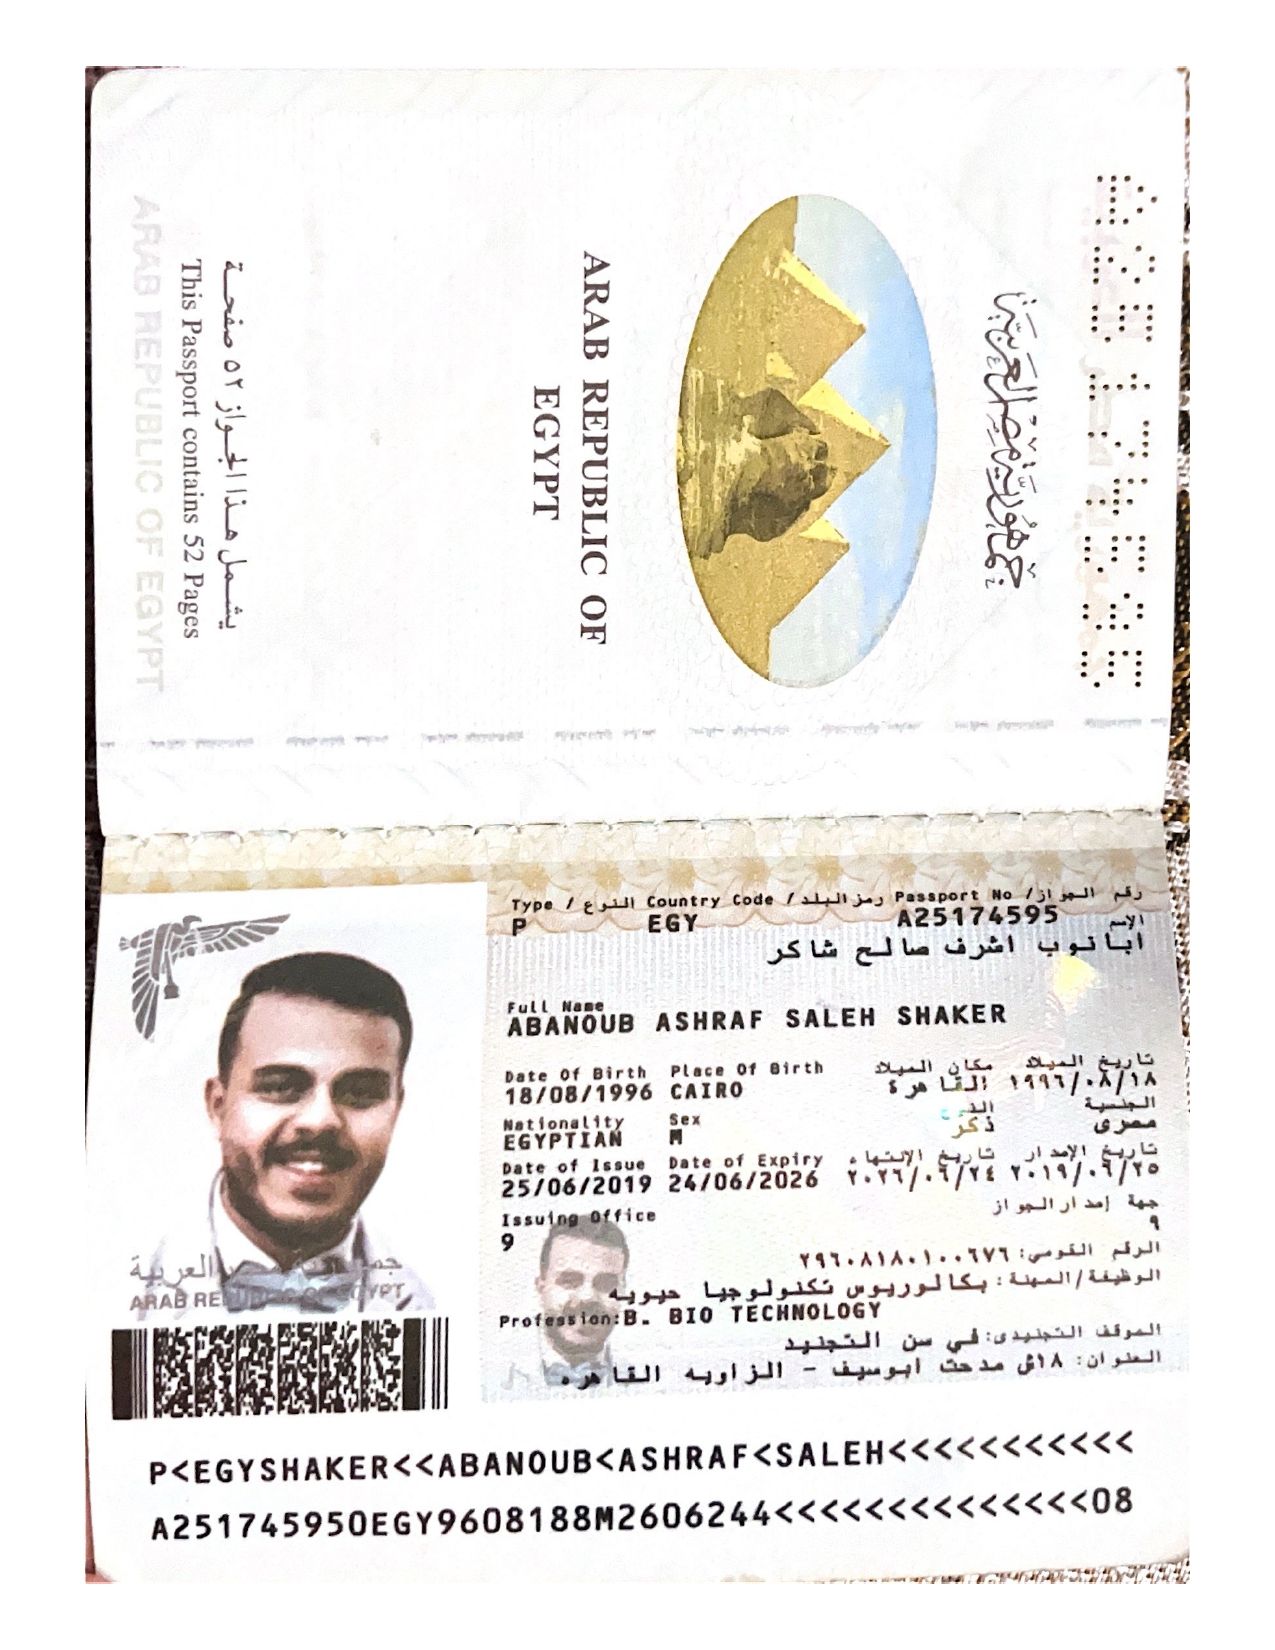 A25174595
جمهورية مصر العربية
ARAB REPUBLIC OF
EGYPT
يشمل هذا الجواز ٥٢ صفحة
This Passport contains 52 Pages
ARAB REPUBLIC OF EGYPT
Type / النوع Country Code / رمز البلد Passport No / رقم الجواز
P EGY A25174595
الإسم
ابانوب اشرف صالح شاكر
Full Name
ABANOUB ASHRAF SALEH SHAKER
Date Of Birth Place Of Birth مكان الميلاد تاريخ الميلاد
18/08/1996 CAIRO القاهرة ١٩٩٦/٠٨/١٨
Nationality Sex النوع الجنسية
EGYPTIAN M ذكر مصرى
Date of Issue Date of Expiry تاريخ الإنتهاء تاريخ الإصدار
25/06/2019 24/06/2026 ٢٠٢٦/٠٦/٢٤ ٢٠١٩/٠٦/٢٥
Issuing Office جهة إصدار الجواز
9 ٩
الرقم القومى: ٢٩٦٠٨١٨٠١٠٠٦٧٦
الوظيفة/المهنة: بكالوريوس تكنولوجيا حيويه
Profession:B. BIO TECHNOLOGY
الموقف التجنيدى: في سن التجنيد
العنوان: ١٨ش مدحت ابوسيف - الزاويه القاهره
جمهورية مصر العربية
ARAB REPUBLIC OF EGYPT
P<EGYSHAKER<<ABANOUB<ASHRAF<SALEH<<<<<<<<<<<
A251745950EGY9608188M2606244<<<<<<<<<<<<<<08